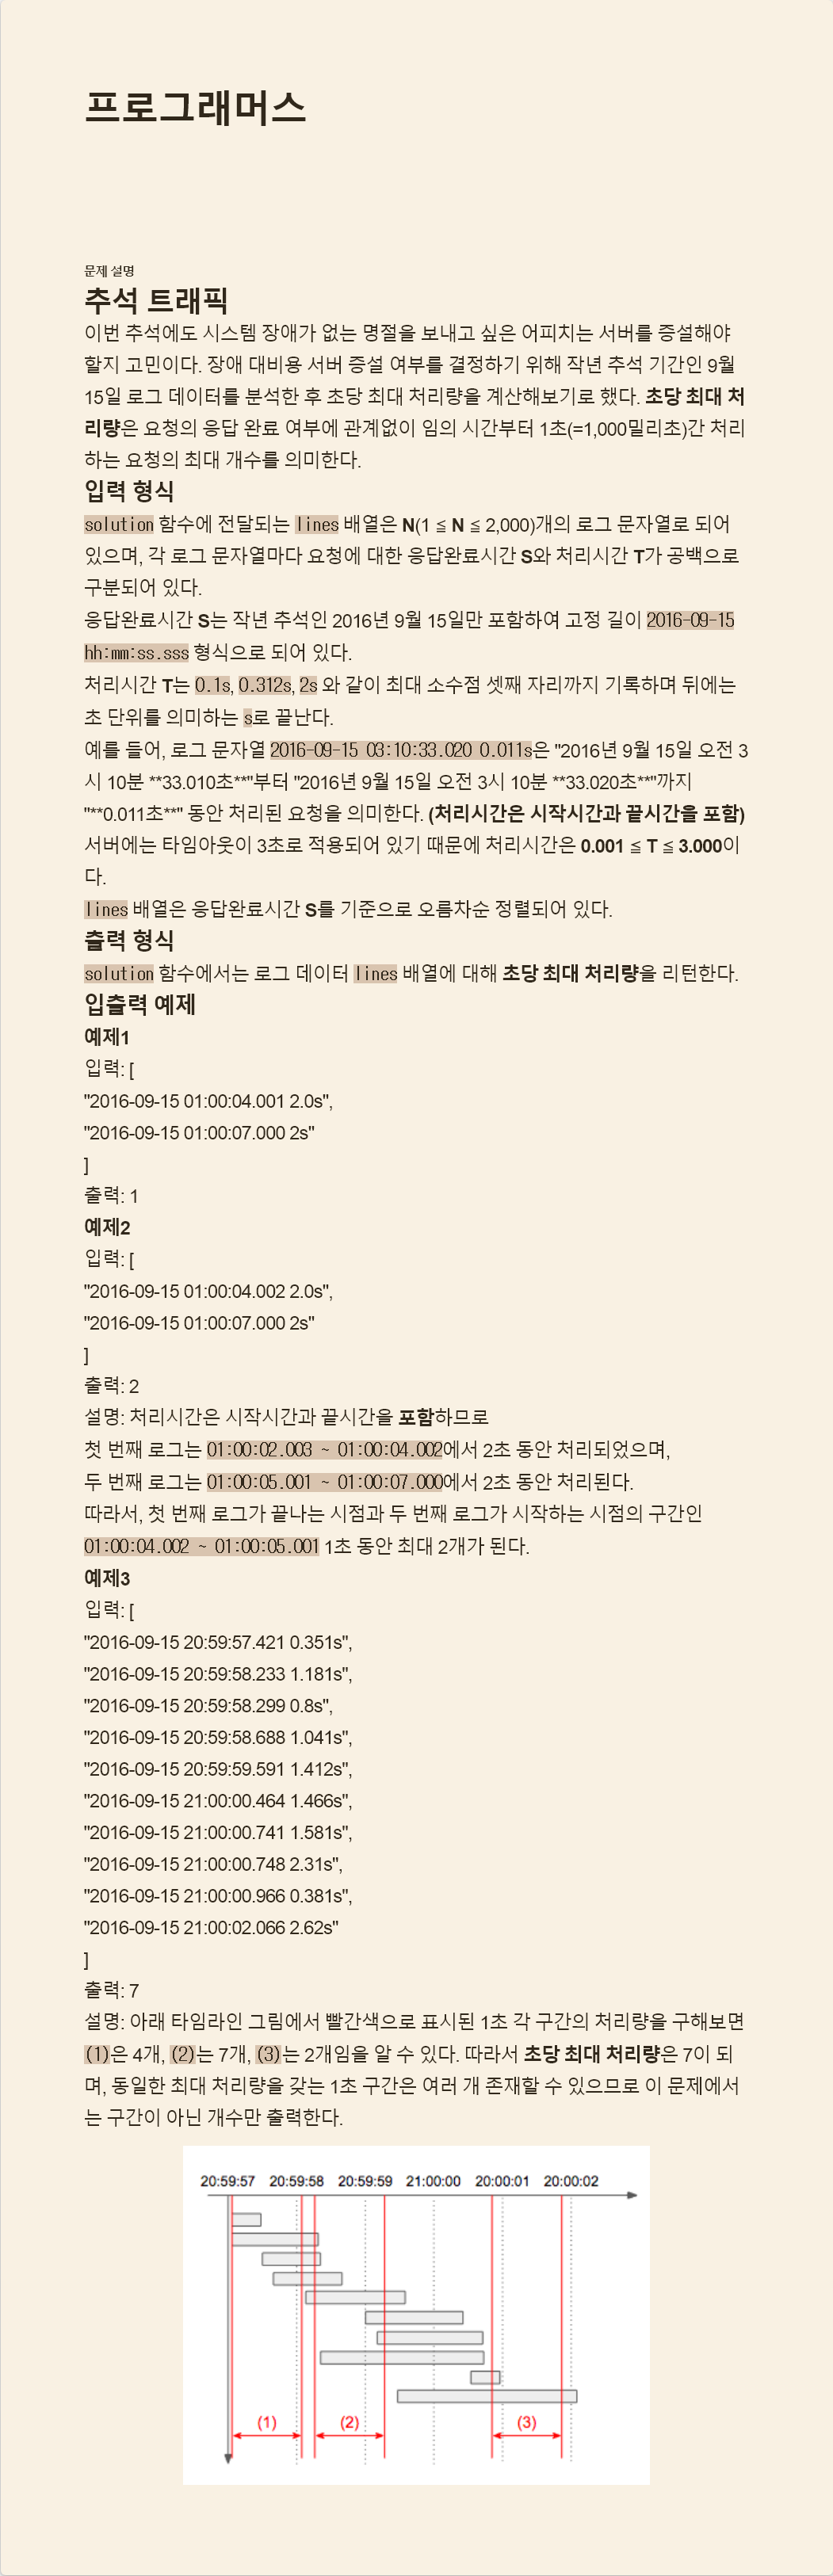 프로그래머스
문제 설명
추석 트래픽
이번 추석에도 시스템 장애가 없는 명절을 보내고 싶은 어피치는 서버를 증설해야
할지 고민이다. 장애 대비용 서버 증설 여부를 결정하기 위해 작년 추석 기간인 9월
15일 로그 데이터를 분석한 후 초당 최대 처리량을 계산해보기로 했다. 초당 최대 처
리량은 요청의 응답 완료 여부에 관계없이 임의 시간부터 1초(=1,000밀리초)간 처리
하는 요청의 최대 개수를 의미한다.
입력 형식
solution 함수에 전달되는 lines 배열은 N(1 ≦ N ≦ 2,000)개의 로그 문자열로 되어
있으며, 각 로그 문자열마다 요청에 대한 응답완료시간 S와 처리시간 T가 공백으로
구분되어 있다.
응답완료시간 S는 작년 추석인 2016년 9월 15일만 포함하여 고정 길이 2016-09-15
hh:mm:ss.sss 형식으로 되어 있다.
처리시간 T는 0.1s, 0.312s, 2s 와 같이 최대 소수점 셋째 자리까지 기록하며 뒤에는
초 단위를 의미하는 s로 끝난다.
예를 들어, 로그 문자열 2016-09-15 03:10:33.020 0.011s은 "2016년 9월 15일 오전 3
시 10분 **33.010초**"부터 "2016년 9월 15일 오전 3시 10분 **33.020초**"까지
"**0.011초**" 동안 처리된 요청을 의미한다. (처리시간은 시작시간과 끝시간을 포함)
서버에는 타임아웃이 3초로 적용되어 있기 때문에 처리시간은 0.001 ≦ T ≦ 3.000이
다.
lines 배열은 응답완료시간 S를 기준으로 오름차순 정렬되어 있다.
출력 형식
solution 함수에서는 로그 데이터 lines 배열에 대해 초당 최대 처리량을 리턴한다.
입출력 예제
예제1
입력: [
"2016-09-15 01:00:04.001 2.0s",
"2016-09-15 01:00:07.000 2s"
]
출력: 1
예제2
입력: [
"2016-09-15 01:00:04.002 2.0s",
"2016-09-15 01:00:07.000 2s"
]
출력: 2
설명: 처리시간은 시작시간과 끝시간을 포함하므로
첫 번째 로그는 01:00:02.003 ~ 01:00:04.002에서 2초 동안 처리되었으며,
두 번째 로그는 01:00:05.001 ~ 01:00:07.000에서 2초 동안 처리된다.
따라서, 첫 번째 로그가 끝나는 시점과 두 번째 로그가 시작하는 시점의 구간인
01:00:04.002 ~ 01:00:05.001 1초 동안 최대 2개가 된다.
예제3
입력: [
"2016-09-15 20:59:57.421 0.351s",
"2016-09-15 20:59:58.233 1.181s",
"2016-09-15 20:59:58.299 0.8s",
"2016-09-15 20:59:58.688 1.041s",
"2016-09-15 20:59:59.591 1.412s",
"2016-09-15 21:00:00.464 1.466s",
"2016-09-15 21:00:00.741 1.581s",
"2016-09-15 21:00:00.748 2.31s",
"2016-09-15 21:00:00.966 0.381s",
"2016-09-15 21:00:02.066 2.62s"
]
출력: 7
설명: 아래 타임라인 그림에서 빨간색으로 표시된 1초 각 구간의 처리량을 구해보면
(1)은 4개, (2)는 7개, (3)는 2개임을 알 수 있다. 따라서 초당 최대 처리량은 7이 되
며, 동일한 최대 처리량을 갖는 1초 구간은 여러 개 존재할 수 있으므로 이 문제에서
는 구간이 아닌 개수만 출력한다.
20:59:57 20:59:58 20:59:59 21:00:00 20:00:01 20:00:02
(1) (2) (3)